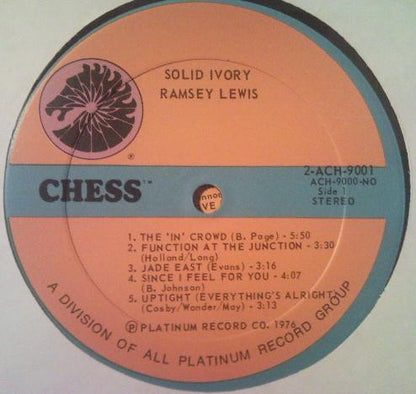 SOLID IVORY
RAMSEY LEWIS
®
CHESS™
2-ACH-9001
ACH-9000-NO
Side 1
STEREO
VE
1. THE 'IN' CROWD (B. Page) - 5:50
2. FUNCTION AT THE JUNCTION - 3:30
(Holland/Long)
3. JADE EAST (Evans) - 3:16
4. SINCE I FEEL FOR YOU - 4:07
(B. Johnson)
5. UPTIGHT (EVERYTHING'S ALRIGHT)
(Cosby/Wonder/Moy) - 3:13
Ⓟ PLATINUM RECORD CO. 1976
A DIVISION OF ALL PLATINUM RECORD GROUP